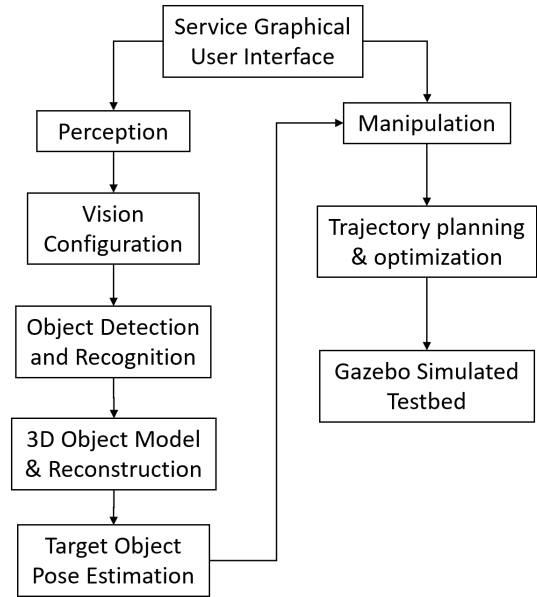 Service Graphical
User Interface
Perception
Manipulation
Vision
Configuration
Trajectory planning
& optimization
Object Detection
and Recognition
Gazebo Simulated
Testbed
3D Object Model
& Reconstruction
Target Object
Pose Estimation